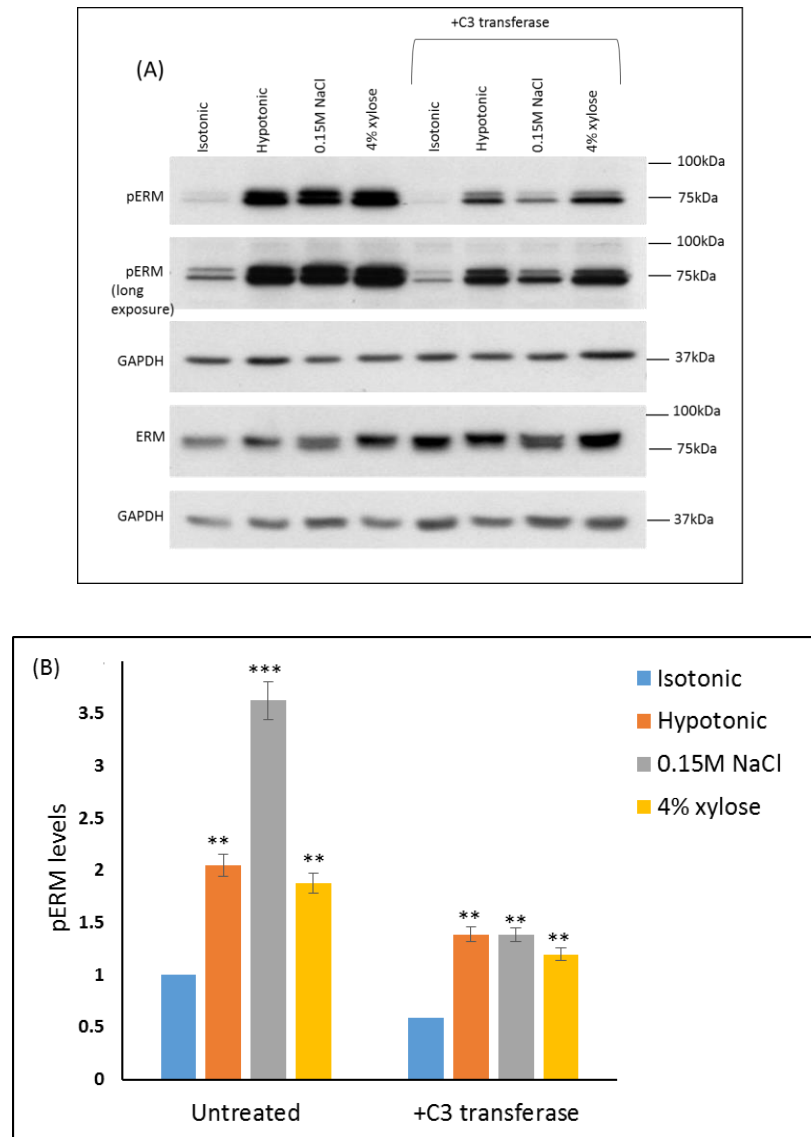 +C3 transferase
(A)
Isotonic
Hypotonic
0.15M NaCl
4% xylose
Isotonic
Hypotonic
0.15M NaCl
4% xylose
100kDa
pERM
75kDa
100kDa
pERM
(long
exposure)
75kDa
GAPDH
37kDa
100kDa
ERM
75kDa
GAPDH
37kDa
(B)
***
3.5
3
2.5
2
1.5
1
0.5
0
**
**
**
**
**
pERM levels
Isotonic
Hypotonic
0.15M NaCl
4% xylose
Untreated
+C3 transferase